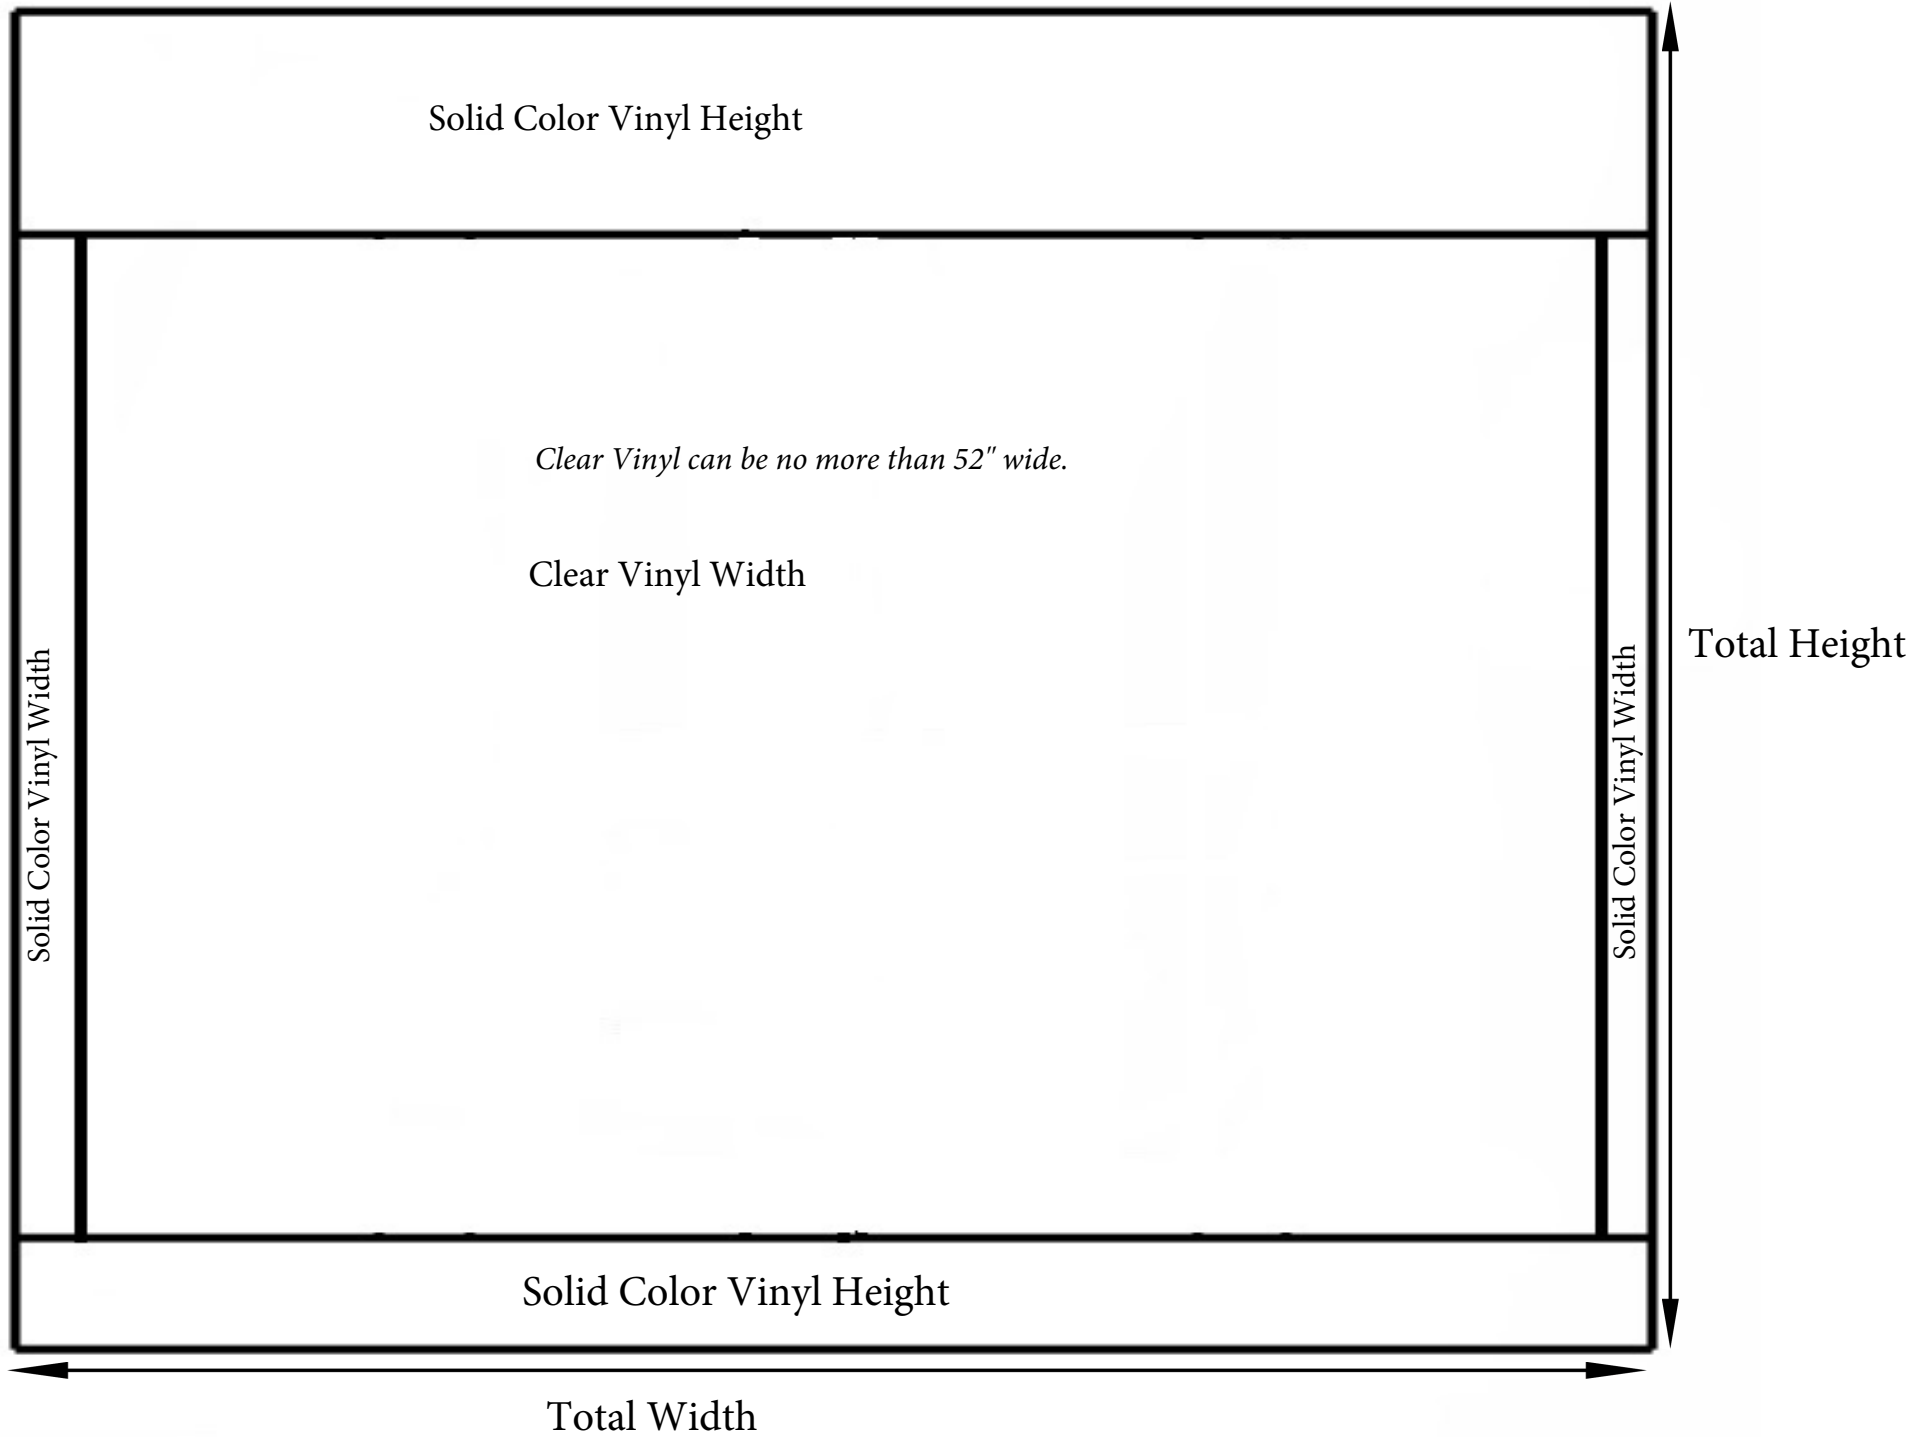 Solid Color Vinyl Height
Clear Vinyl can be no more than 52" wide.
Clear Vinyl Width
Solid Color Vinyl Width
Solid Color Vinyl Width
Total Height
Solid Color Vinyl Height
Total Width